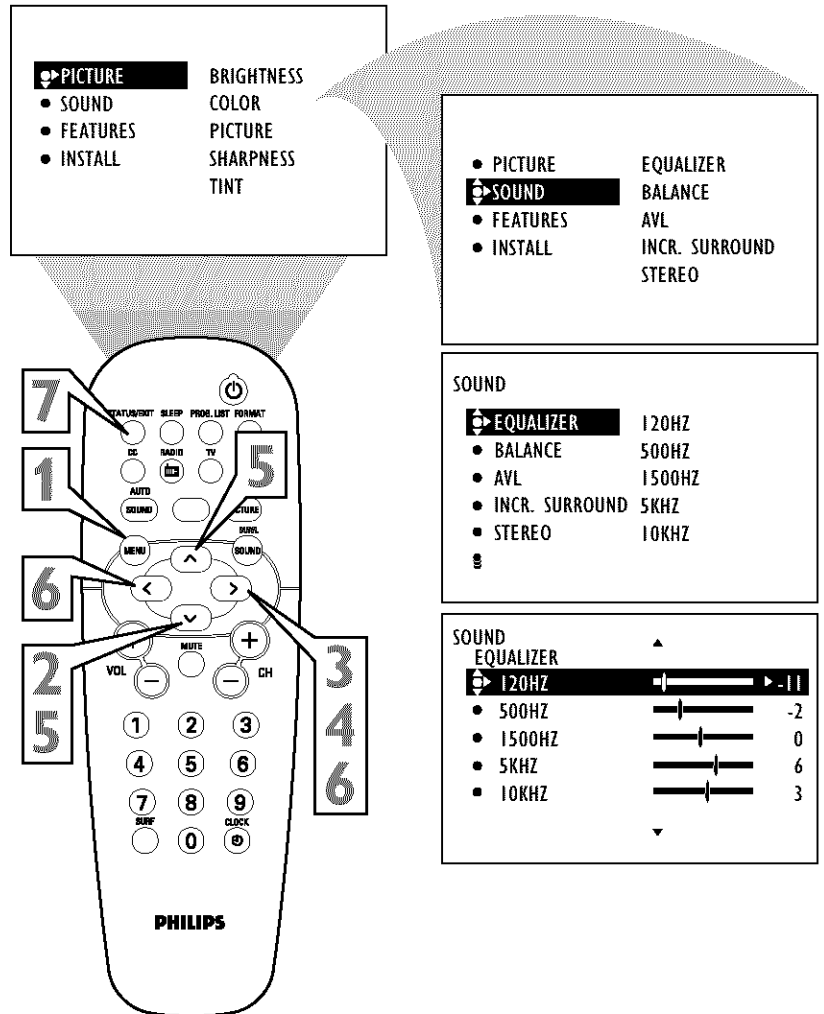 PICTURE BRIGHTNESS
SOUND COLOR
FEATURES PICTURE
INSTALL SHARPNESS
TINT
PICTURE EQUALIZER
SOUND BALANCE
FEATURES AVL
INSTALL INCR. SURROUND
STEREO
SOUND
EQUALIZER 120HZ
BALANCE 500HZ
AVL 1500HZ
INCR. SURROUND 5KHZ
STEREO 10KHZ
SOUND
EQUALIZER
120HZ -11
500HZ -2
1500HZ 0
5KHZ 6
10KHZ 3
7
1
6
2
5
5
3
4
6
STATUS/EXIT SLEEP PROG. LIST FORMAT
CC RADIO TV
AUTO
SOUND
MENU SOUND
VOL MUTE CH
1 2 3
4 5 6
7 8 9
SURF CLOCK
0
PHILIPS